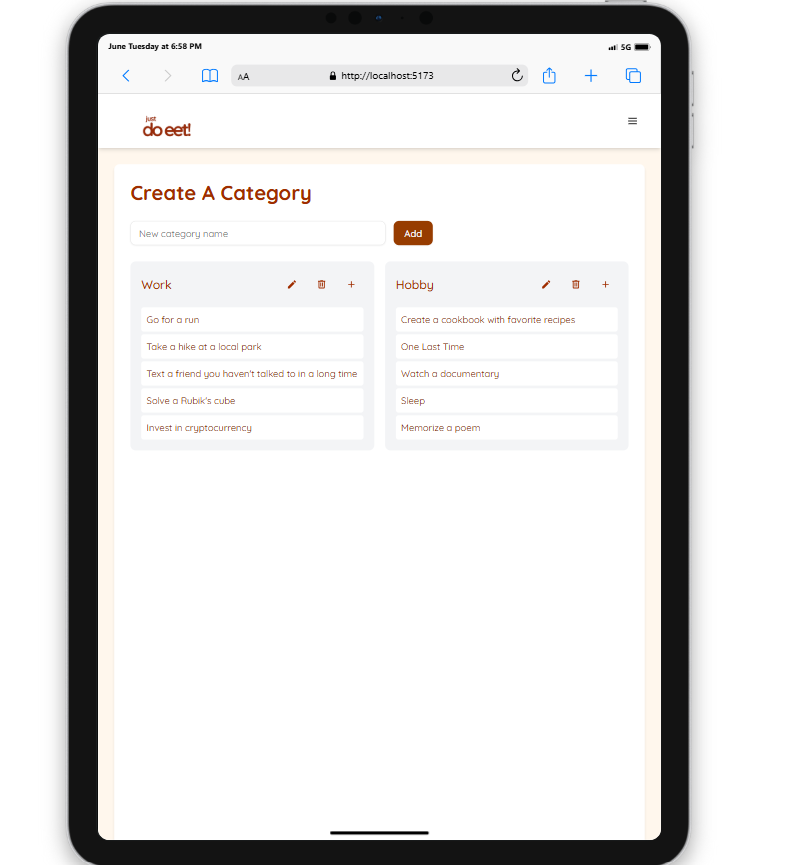 June Tuesday at 6:58 PM
5G
AA
http://localhost:5173
just
do eet!
Create A Category
New category name
Add
Work
Go for a run
Take a hike at a local park
Text a friend you haven't talked to in a long time
Solve a Rubik's cube
Invest in cryptocurrency
Hobby
Create a cookbook with favorite recipes
One Last Time
Watch a documentary
Sleep
Memorize a poem